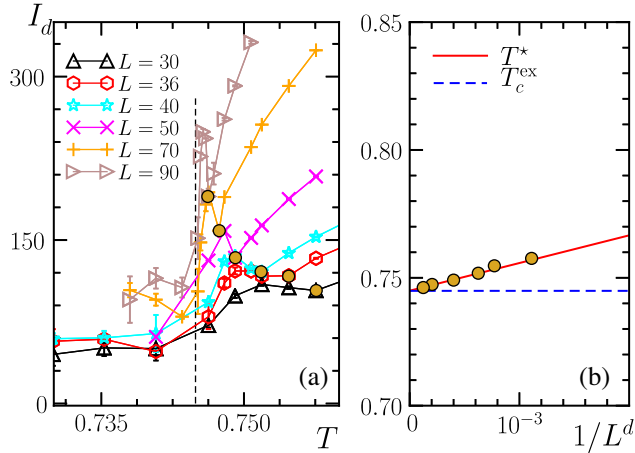 I_d
300
150
0
L = 30
L = 36
L = 40
L = 50
L = 70
L = 90
(a)
0.735
0.750
T
0.85
0.80
0.75
0.70
T^⋆
T_c^ex
(b)
0
10^−3
1/L^d